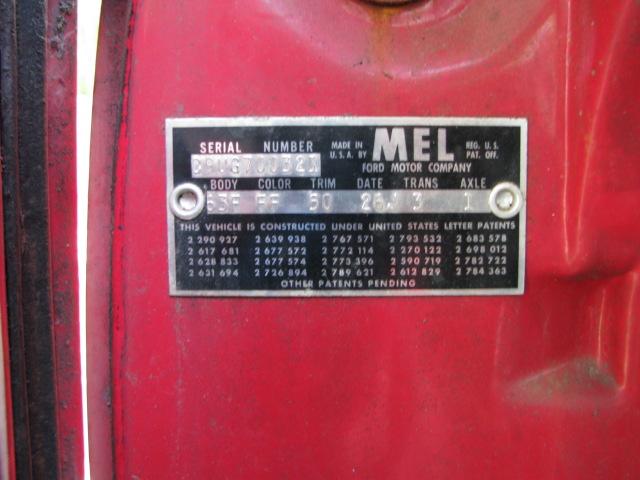 SERIAL NUMBER MADE IN U.S.A. BY MEL REG. U.S. PAT. OFF.
FORD MOTOR COMPANY
BODY COLOR TRIM DATE TRANS AXLE
63F FF 50 26J 3 1
THIS VEHICLE IS CONSTRUCTED UNDER UNITED STATES LETTER PATENTS
2 290 927 2 639 938 2 767 571 2 793 532 2 683 578
2 617 681 2 677 572 2 772 114 2 270 123 2 698 012
2 628 833 2 677 574 2 773 396 2 590 719 2 782 722
2 631 694 2 726 894 2 789 621 2 612 829 2 784 363
OTHER PATENTS PENDING